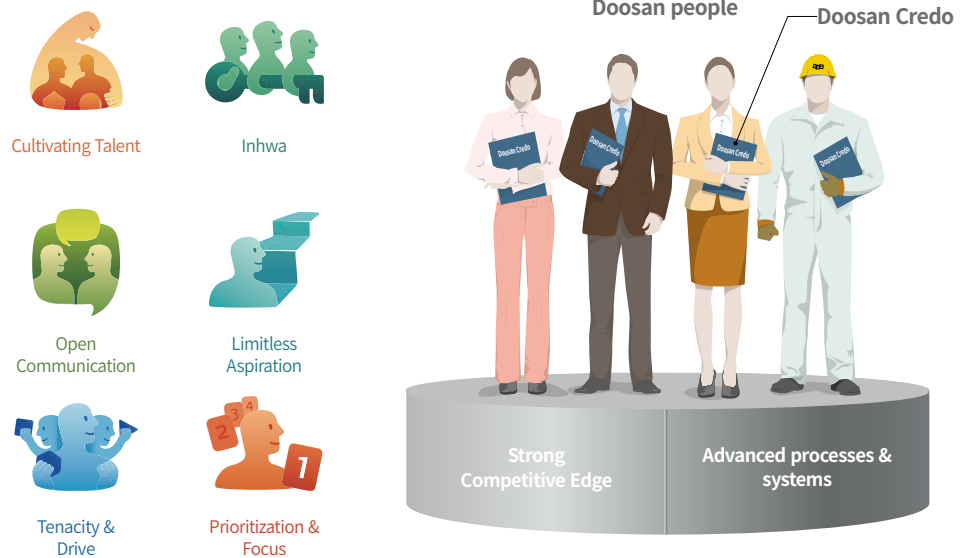 Cultivating Talent
Inhwa
Open
Communication
Limitless
Aspiration
Tenacity &
Drive
2
3
4
1
Prioritization &
Focus
Doosan people
Doosan Credo
Doosan Credo
Doosan Credo
Doosan Credo
Doosan Credo
Strong
Competitive Edge
Advanced processes &
systems